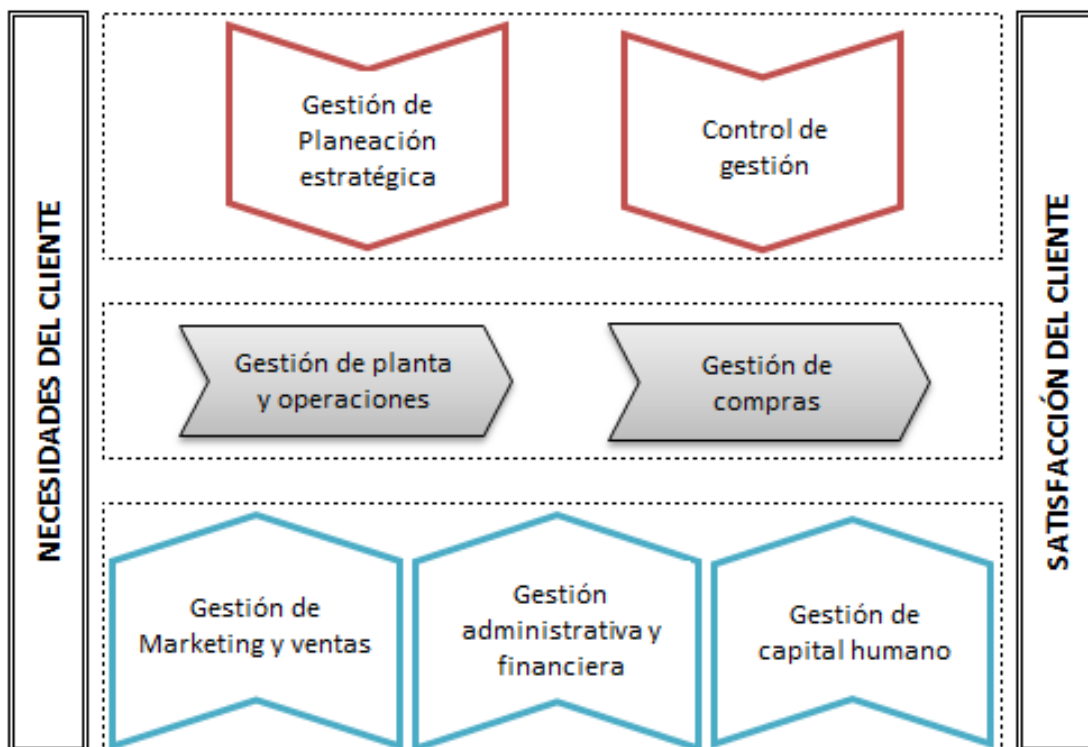 NECESIDADES DEL CLIENTE
Gestión de
Planeación
estratégica
Control de
gestión
Gestión de planta
y operaciones
Gestión de
compras
Gestión de
Marketing y ventas
Gestión
administrativa y
financiera
Gestión de
capital humano
SATISFACCIÓN DEL CLIENTE